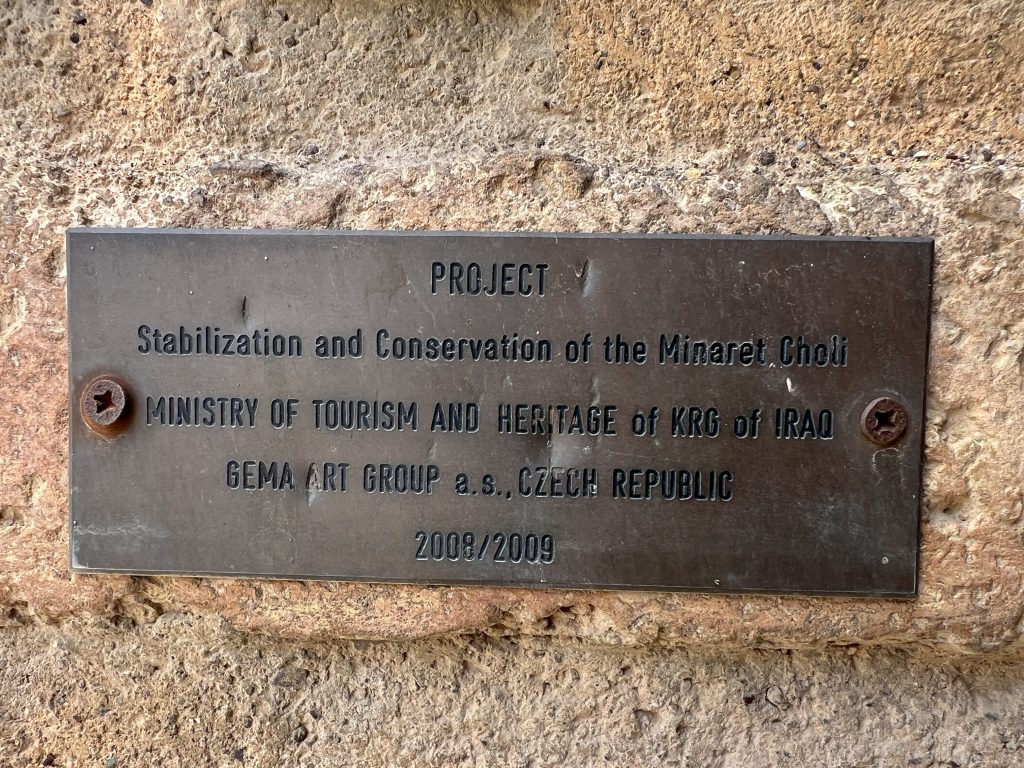 PROJECT
Stabilization and Conservation of the Minaret Choli
MINISTRY OF TOURISM AND HERITAGE of KRG of IRAQ
GEMA ART GROUP a.s., CZECH REPUBLIC
2008/2009